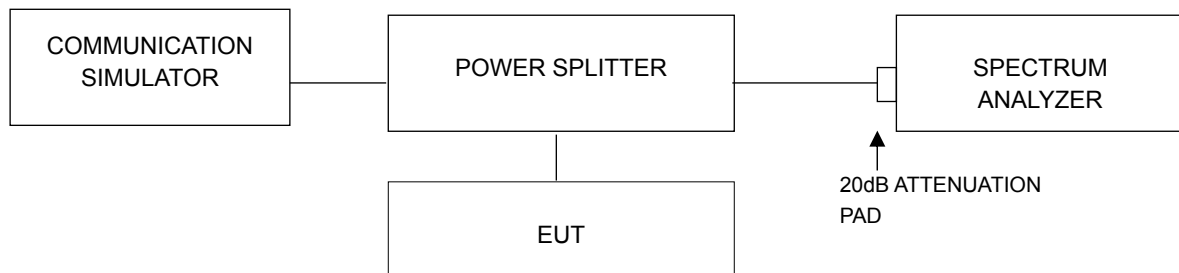 COMMUNICATION
SIMULATOR
POWER SPLITTER
SPECTRUM
ANALYZER
20dB ATTENUATION
PAD
EUT